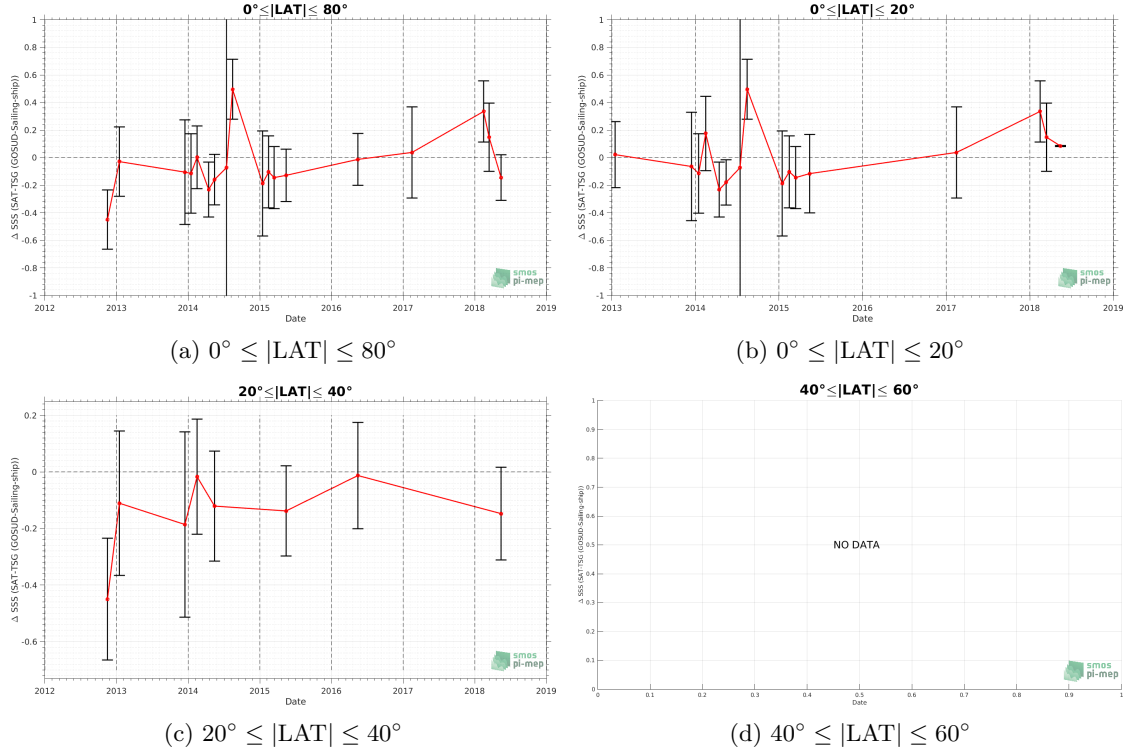 0°≤|LAT|≤ 80°
Δ SSS (SAT-TSG (GOSUD-Sailing-ship))
1
0.8
0.6
0.4
0.2
0
-0.2
-0.4
-0.6
-0.8
-1
2012
2013
2014
2015
2016
2017
2018
2019
Date
smos
pi-mep
(a) 0° ≤ |LAT| ≤ 80°
0°≤|LAT|≤ 20°
Δ SSS (SAT-TSG (GOSUD-Sailing-ship))
1
0.8
0.6
0.4
0.2
0
-0.2
-0.4
-0.6
-0.8
-1
2013
2014
2015
2016
2017
2018
2019
Date
smos
pi-mep
(b) 0° ≤ |LAT| ≤ 20°
20°≤|LAT|≤ 40°
Δ SSS (SAT-TSG (GOSUD-Sailing-ship))
0.2
0
-0.2
-0.4
-0.6
2012
2013
2014
2015
2016
2017
2018
2019
Date
smos
pi-mep
(c) 20° ≤ |LAT| ≤ 40°
40°≤|LAT|≤ 60°
Δ SSS (SAT-TSG (GOSUD-Sailing-ship))
1
0.9
0.8
0.7
0.6
0.5
0.4
0.3
0.2
0.1
0
NO DATA
0
0.1
0.2
0.3
0.4
0.5
0.6
0.7
0.8
0.9
1
Date
smos
pi-mep
(d) 40° ≤ |LAT| ≤ 60°